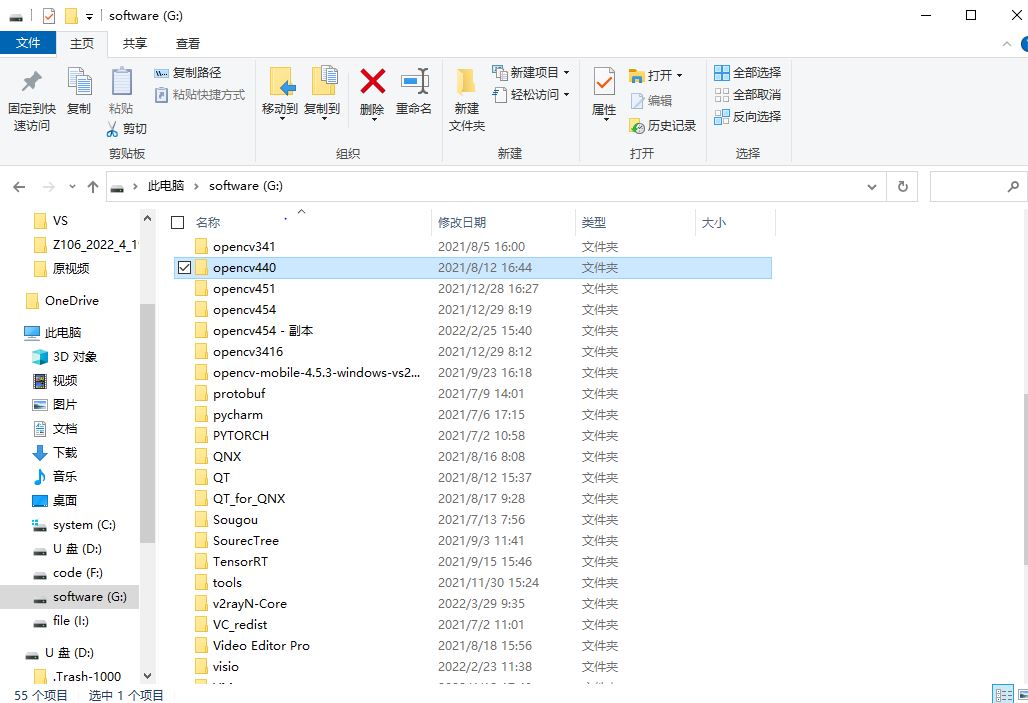 software (G:)
文件 主页 共享 查看
固定到快速访问
复制
粘贴
复制路径
粘贴快捷方式
剪切
剪贴板
移动到
复制到
删除
重命名
组织
新建文件夹
新建项目
轻松访问
新建
属性
打开
编辑
历史记录
打开
全部选择
全部取消
反向选择
选择
此电脑 › software (G:)
VS
Z106_2022_4_1
原视频
OneDrive
此电脑
3D 对象
视频
图片
文档
下载
音乐
桌面
system (C:)
U 盘 (D:)
code (F:)
software (G:)
file (I:)
U 盘 (D:)
.Trash-1000
名称 修改日期 类型 大小
opencv341 2021/8/5 16:00 文件夹
opencv440 2021/8/12 16:44 文件夹
opencv451 2021/12/28 16:27 文件夹
opencv454 2021/12/29 8:19 文件夹
opencv454 - 副本 2022/2/25 15:40 文件夹
opencv3416 2021/12/29 8:12 文件夹
opencv-mobile-4.5.3-windows-vs2... 2021/9/23 16:18 文件夹
protobuf 2021/7/9 14:01 文件夹
pycharm 2021/7/6 17:15 文件夹
PYTORCH 2021/7/2 10:58 文件夹
QNX 2021/8/16 8:08 文件夹
QT 2021/8/12 15:37 文件夹
QT_for_QNX 2021/8/17 9:28 文件夹
Sougou 2021/7/13 7:56 文件夹
SourecTree 2021/9/3 11:41 文件夹
TensorRT 2021/9/15 15:46 文件夹
tools 2021/11/30 15:24 文件夹
v2rayN-Core 2022/3/29 9:35 文件夹
VC_redist 2021/7/2 11:01 文件夹
Video Editor Pro 2021/8/18 15:56 文件夹
visio 2022/2/23 11:38 文件夹
55 个项目 选中 1 个项目